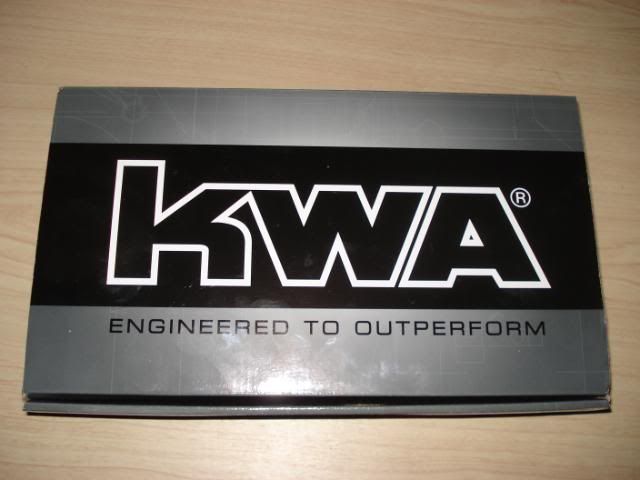 KWA®
ENGINEERED TO OUTPERFORM